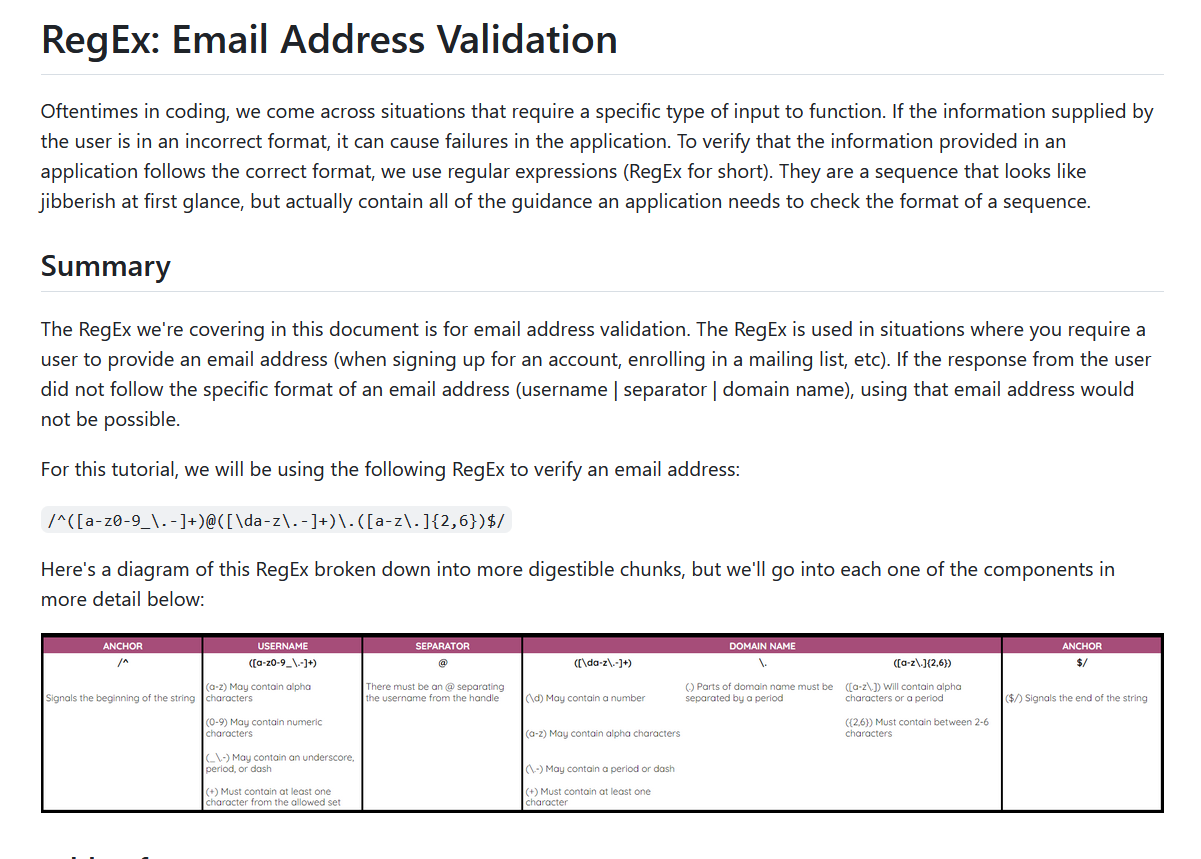 RegEx: Email Address Validation
Oftentimes in coding, we come across situations that require a specific type of input to function. If the information supplied by
the user is in an incorrect format, it can cause failures in the application. To verify that the information provided in an
application follows the correct format, we use regular expressions (RegEx for short). They are a sequence that looks like
jibberish at first glance, but actually contain all of the guidance an application needs to check the format of a sequence.
Summary
The RegEx we're covering in this document is for email address validation. The RegEx is used in situations where you require a
user to provide an email address (when signing up for an account, enrolling in a mailing list, etc). If the response from the user
did not follow the specific format of an email address (username | separator | domain name), using that email address would
not be possible.
For this tutorial, we will be using the following RegEx to verify an email address:
/^([a-z0-9_\.-]+)@([\da-z\.-]+)\.([a-z\.]{2,6})$/
Here's a diagram of this RegEx broken down into more digestible chunks, but we'll go into each one of the components in
more detail below:
ANCHOR
/^
Signals the beginning of the string
USERNAME
([a-z0-9_\.-]+)
(a-z) May contain alpha
characters
(0-9) May contain numeric
characters
(_\.-) May contain an underscore,
period, or dash
(+) Must contain at least one
character from the allowed set
SEPARATOR
@
There must be an @ separating
the username from the handle
DOMAIN NAME
([\da-z\.-]+)
(\d) May contain a number
(a-z) May contain alpha characters
(\.-) May contain a period or dash
(+) Must contain at least one
character
\.
(.) Parts of domain name must be
separated by a period
([a-z\.]{2,6})
([a-z\.]) Will contain alpha
characters or a period
({2,6}) Must contain between 2-6
characters
ANCHOR
$/
($/) Signals the end of the string